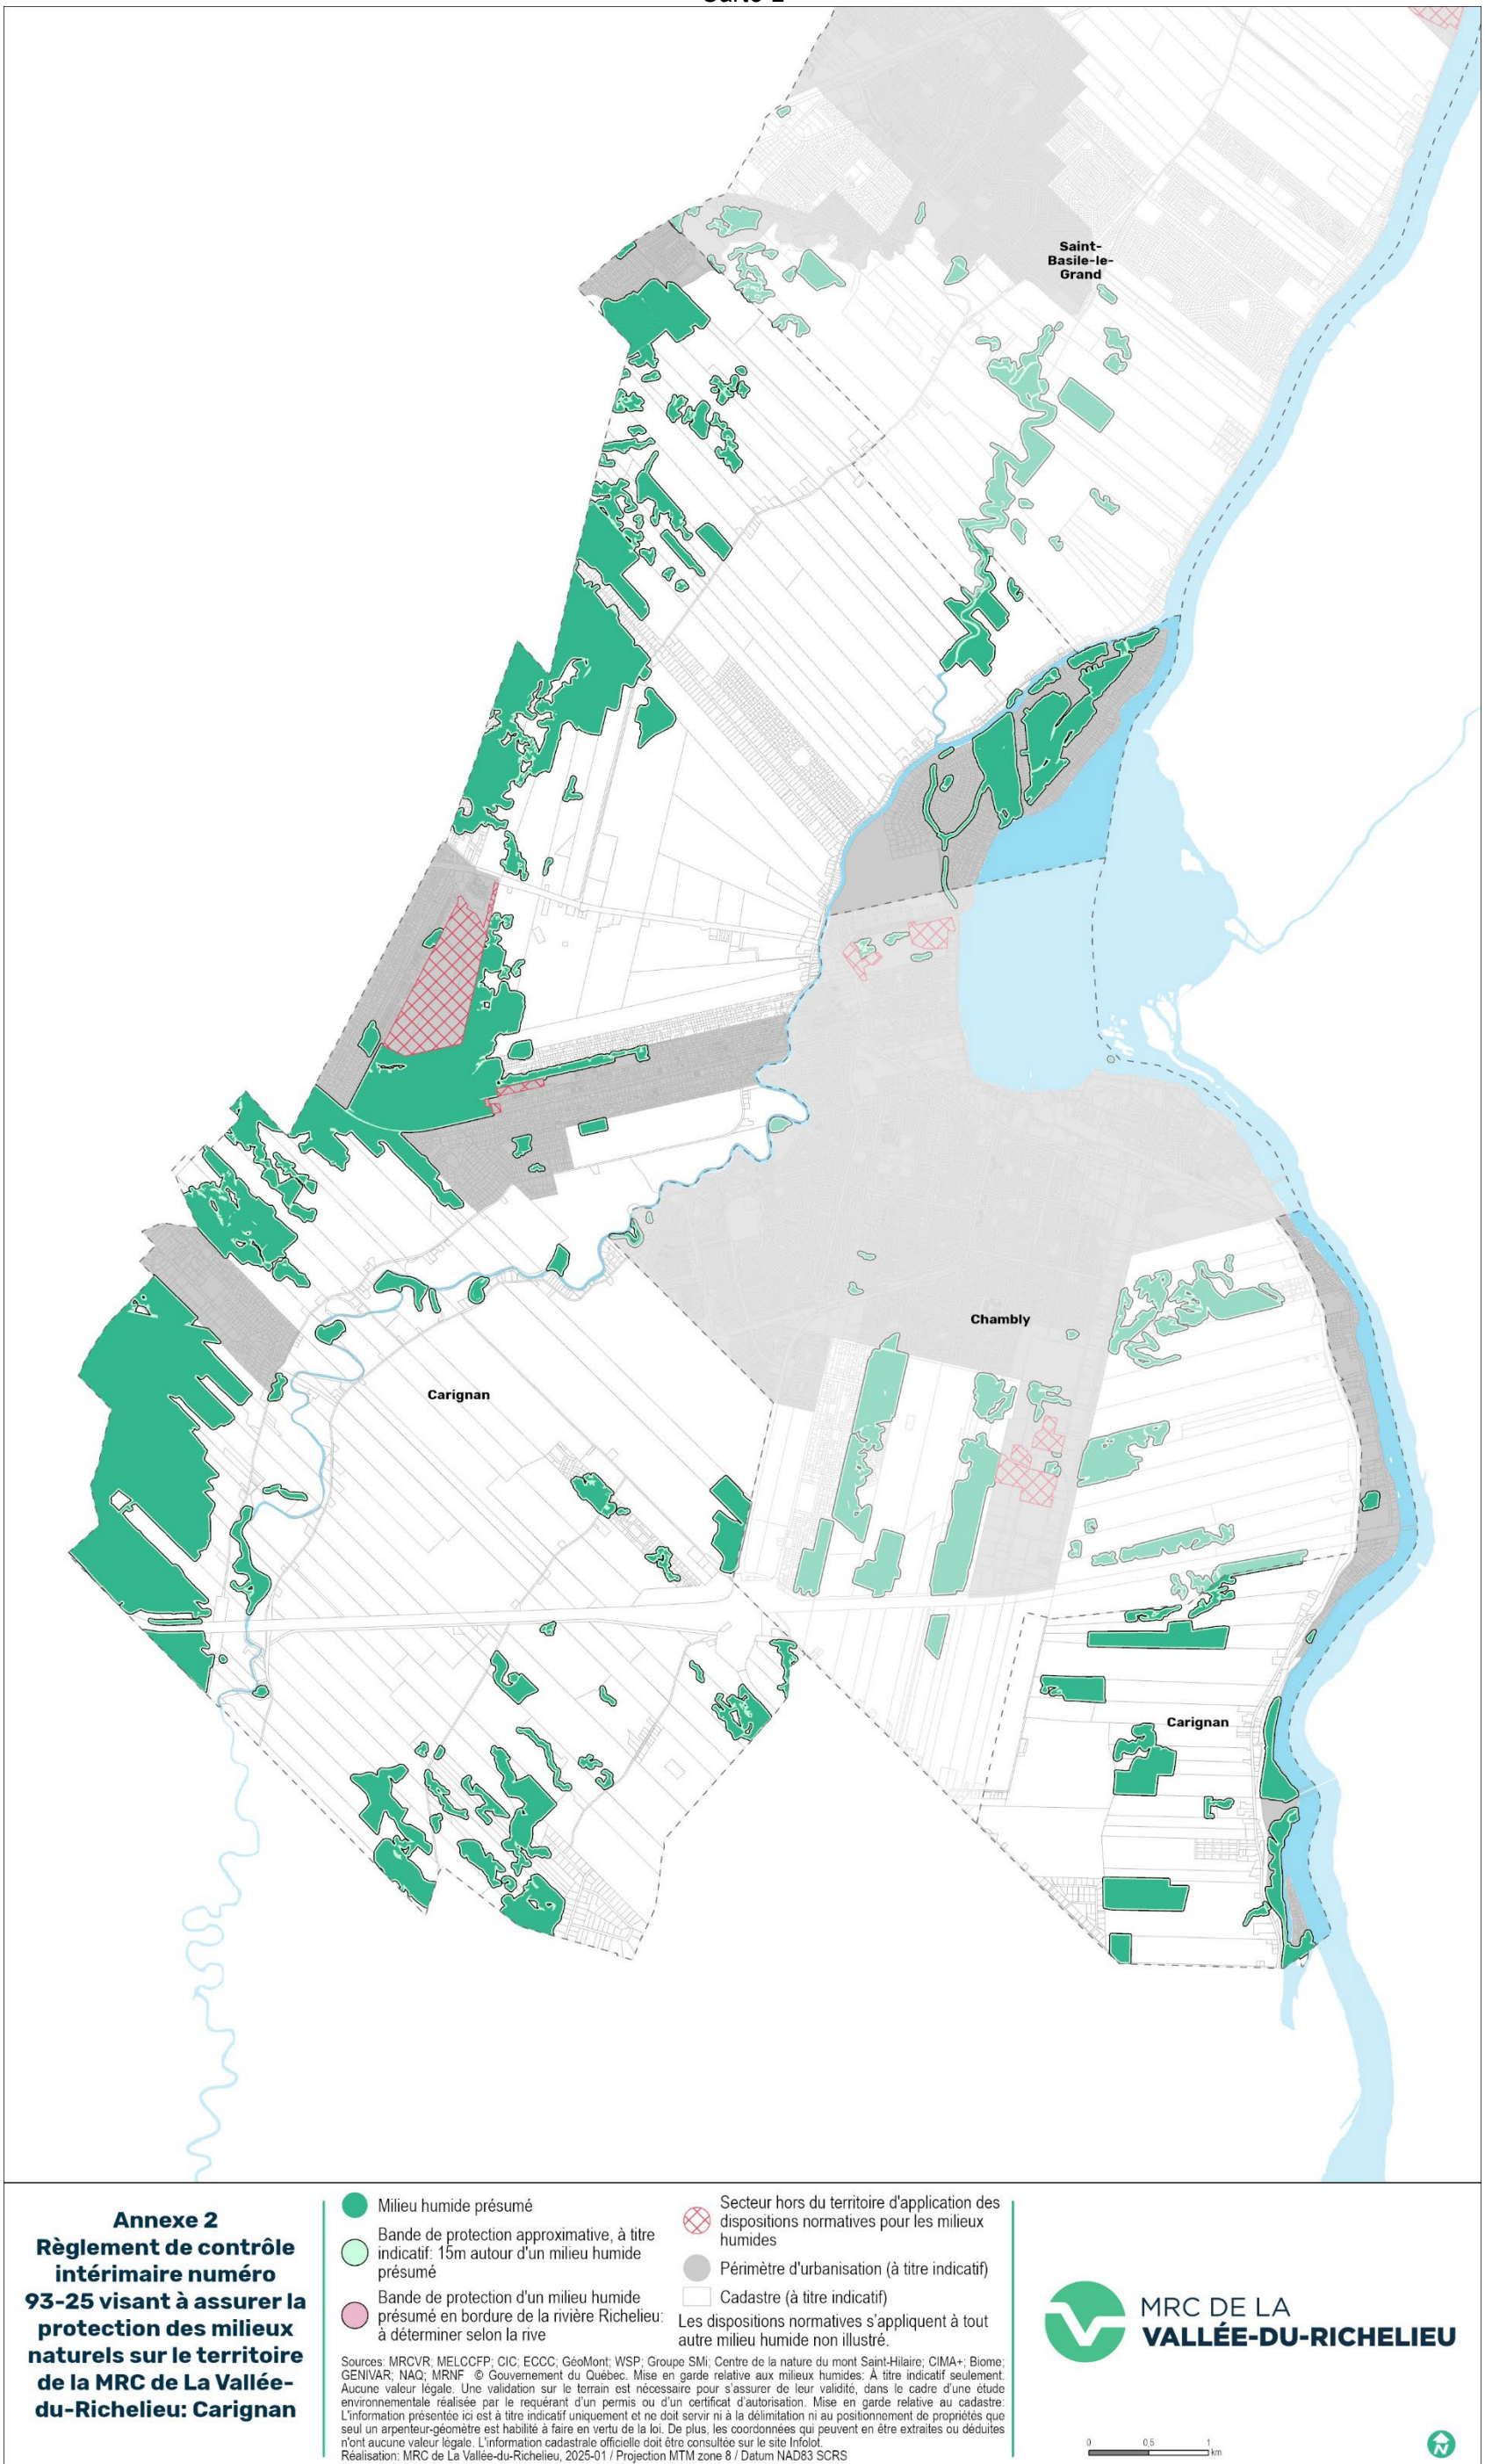 Saint-
Basile-le-
Grand
Chambly
Carignan
Carignan
Annexe 2
Règlement de contrôle
intérimaire numéro
93-25 visant à assurer la
protection des milieux
naturels sur le territoire
de la MRC de La Vallée-
du-Richelieu: Carignan
Milieu humide présumé
Bande de protection approximative, à titre
indicatif: 15m autour d'un milieu humide
présumé
Bande de protection d'un milieu humide
présumé en bordure de la rivière Richelieu:
à déterminer selon la rive
Secteur hors du territoire d'application des
dispositions normatives pour les milieux
humides
Périmètre d'urbanisation (à titre indicatif)
Cadastre (à titre indicatif)
Les dispositions normatives s'appliquent à tout
autre milieu humide non illustré.
Sources: MRCVR; MELCCFP; CIC; ECCC; GéoMont; WSP; Groupe SMi; Centre de la nature du mont Saint-Hilaire; CIMA+; Biome;
GENIVAR; NAQ; MRNF © Gouvernement du Québec. Mise en garde relative aux milieux humides: À titre indicatif seulement.
Aucune valeur légale. Une validation sur le terrain est nécessaire pour s'assurer de leur validité, dans le cadre d'une étude
environnementale réalisée par le requérant d'un permis ou d'un certificat d'autorisation. Mise en garde relative au cadastre:
L'information présentée ici est à titre indicatif uniquement et ne doit servir ni à la délimitation ni au positionnement de propriétés que
seul un arpenteur-géomètre est habilité à faire en vertu de la loi. De plus, les coordonnées qui peuvent en être extraites ou déduites
n'ont aucune valeur légale. L'information cadastrale officielle doit être consultée sur le site Infolot.
Réalisation: MRC de La Vallée-du-Richelieu, 2025-01 / Projection MTM zone 8 / Datum NAD83 SCRS
MRC DE LA
VALLÉE-DU-RICHELIEU
0 0,5 1
km
N